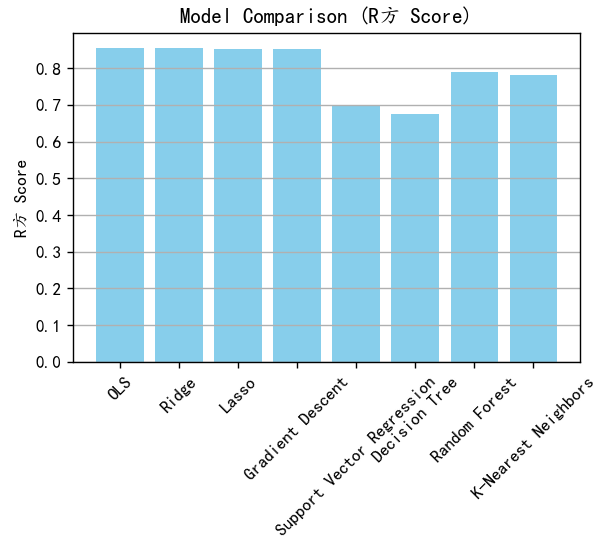 Model Comparison (R方 Score)
R方 Score
0.8
0.7
0.6
0.5
0.4
0.3
0.2
0.1
0.0
OLS
Ridge
Lasso
Gradient Descent
Support Vector Regression
Decision Tree
Random Forest
K-Nearest Neighbors